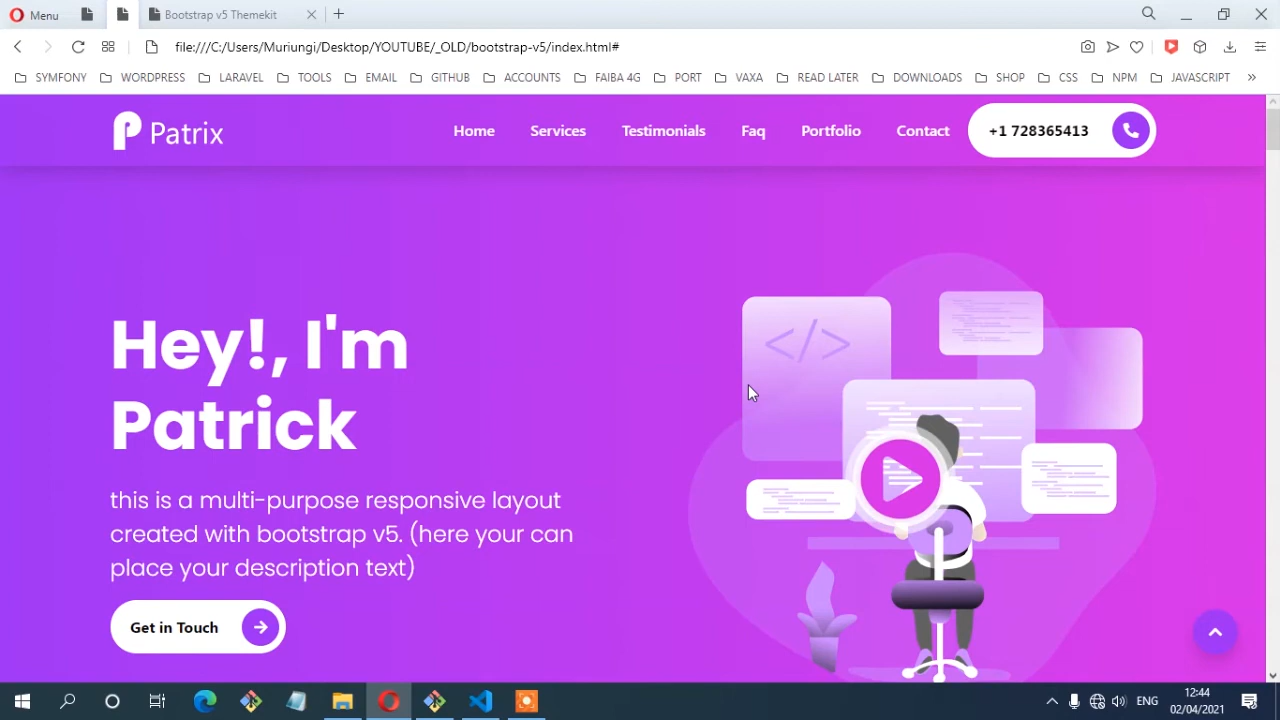 Menu
Bootstrap v5 Themekit
file:///C:/Users/Muriungi/Desktop/YOUTUBE/_OLD/bootstrap-v5/index.html#
SYMFONY WORDPRESS LARAVEL TOOLS EMAIL GITHUB ACCOUNTS FAIBA 4G PORT VAXA READ LATER DOWNLOADS SHOP CSS NPM JAVASCRIPT
Patrix
Home Services Testimonials Faq Portfolio Contact +1 728365413
</>
Hey!, I'm
Patrick
this is a multi-purpose responsive layout
created with bootstrap v5. (here your can
place your description text)
Get in Touch
ENG
12:44
02/04/2021